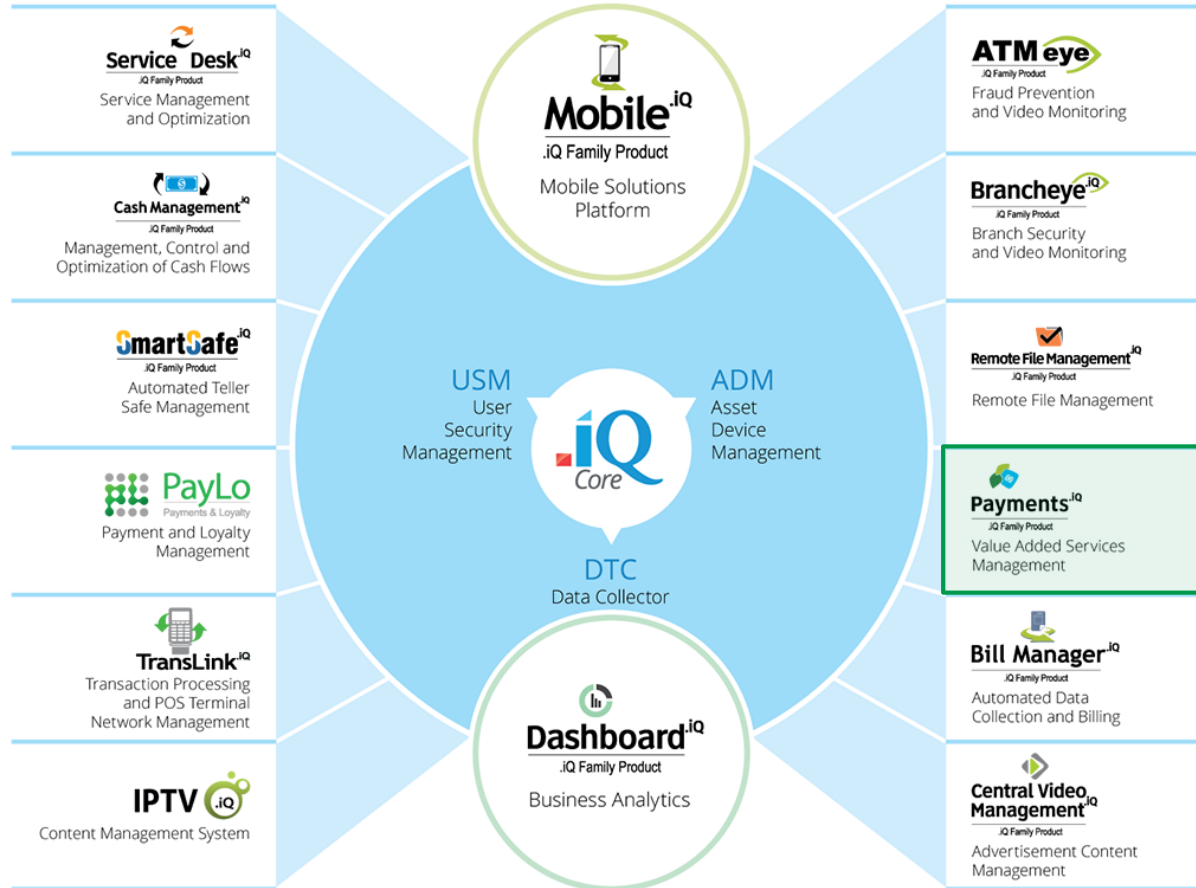 Service Desk.iQ
.iQ Family Product
Service Management
and Optimization
Cash Management.iQ
.iQ Family Product
Management, Control and
Optimization of Cash Flows
SmartSafe.iQ
.iQ Family Product
Automated Teller
Safe Management
PayLo
Payments & Loyalty
Payment and Loyalty
Management
TransLink.iQ
Transaction Processing
and POS Terminal
Network Management
IPTV .iQ
Content Management System
Mobile.iQ
.iQ Family Product
Mobile Solutions
Platform
USM
User
Security
Management
ADM
Asset
Device
Management
.iQ
Core
DTC
Data Collector
Dashboard.iQ
.iQ Family Product
Business Analytics
ATM eye
.iQ Family Product
Fraud Prevention
and Video Monitoring
Brancheye.iQ
.iQ Family Product
Branch Security
and Video Monitoring
Remote File Management.iQ
.iQ Family Product
Remote File Management
Payments.iQ
.iQ Family Product
Value Added Services
Management
Bill Manager.iQ
.iQ Family Product
Automated Data
Collection and Billing
Central Video
Management.iQ
.iQ Family Product
Advertisement Content
Management